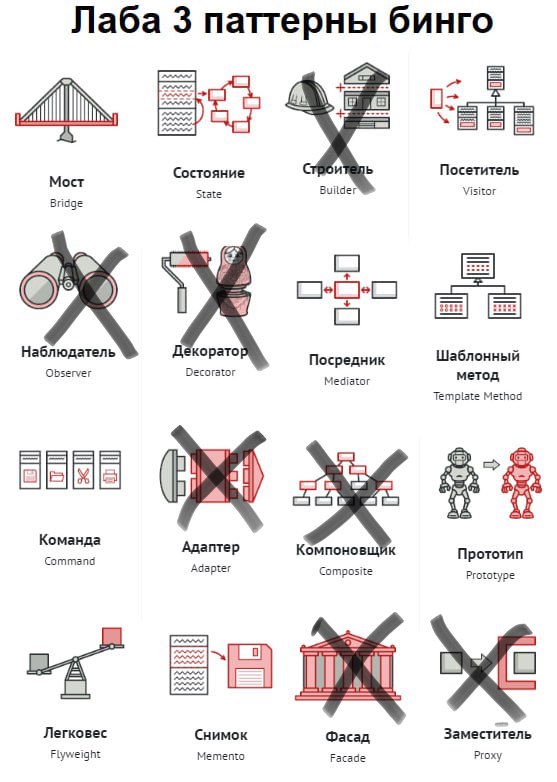 Лаба 3 паттерны бинго
Мост
Bridge
Состояние
State
Строитель
Builder
Посетитель
Visitor
Наблюдатель
Observer
Декоратор
Decorator
Посредник
Mediator
Шаблонный
метод
Template Method
Команда
Command
Адаптер
Adapter
Компоновщик
Composite
Прототип
Prototype
Легковес
Flyweight
Снимок
Memento
Фасад
Facade
Заместитель
Proxy